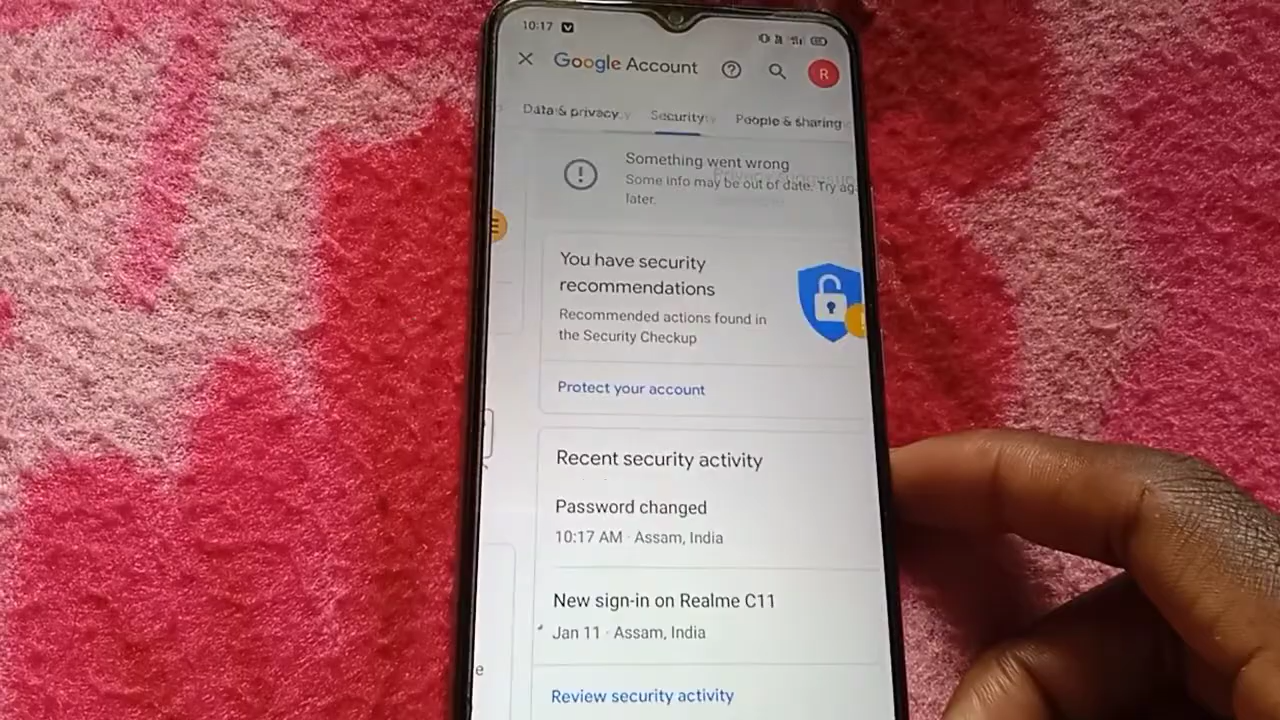 10:17
Google Account
R
Data & privacy
Security
People & sharing
Something went wrong
Some info may be out of date. Try ag
later.
You have security
recommendations
Recommended actions found in
the Security Checkup
Protect your account
Recent security activity
Password changed
10:17 AM · Assam, India
New sign-in on Realme C11
Jan 11 · Assam, India
e
Review security activity